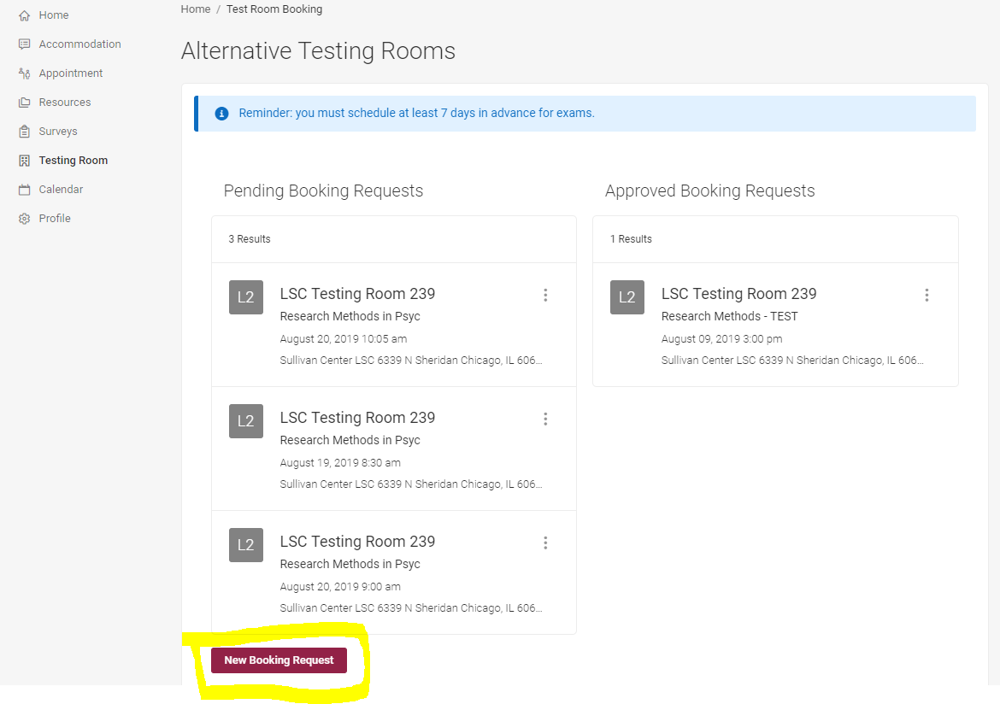 Home
Accommodation
Appointment
Resources
Surveys
Testing Room
Calendar
Profile
Home / Test Room Booking
Alternative Testing Rooms
Reminder: you must schedule at least 7 days in advance for exams.
Pending Booking Requests
3 Results
L2
LSC Testing Room 239
Research Methods in Psyc
August 20, 2019 10:05 am
Sullivan Center LSC 6339 N Sheridan Chicago, IL 606...
L2
LSC Testing Room 239
Research Methods in Psyc
August 19, 2019 8:30 am
Sullivan Center LSC 6339 N Sheridan Chicago, IL 606...
L2
LSC Testing Room 239
Research Methods in Psyc
August 20, 2019 9:00 am
Sullivan Center LSC 6339 N Sheridan Chicago, IL 606...
New Booking Request
Approved Booking Requests
1 Results
L2
LSC Testing Room 239
Research Methods - TEST
August 09, 2019 3:00 pm
Sullivan Center LSC 6339 N Sheridan Chicago, IL 606...